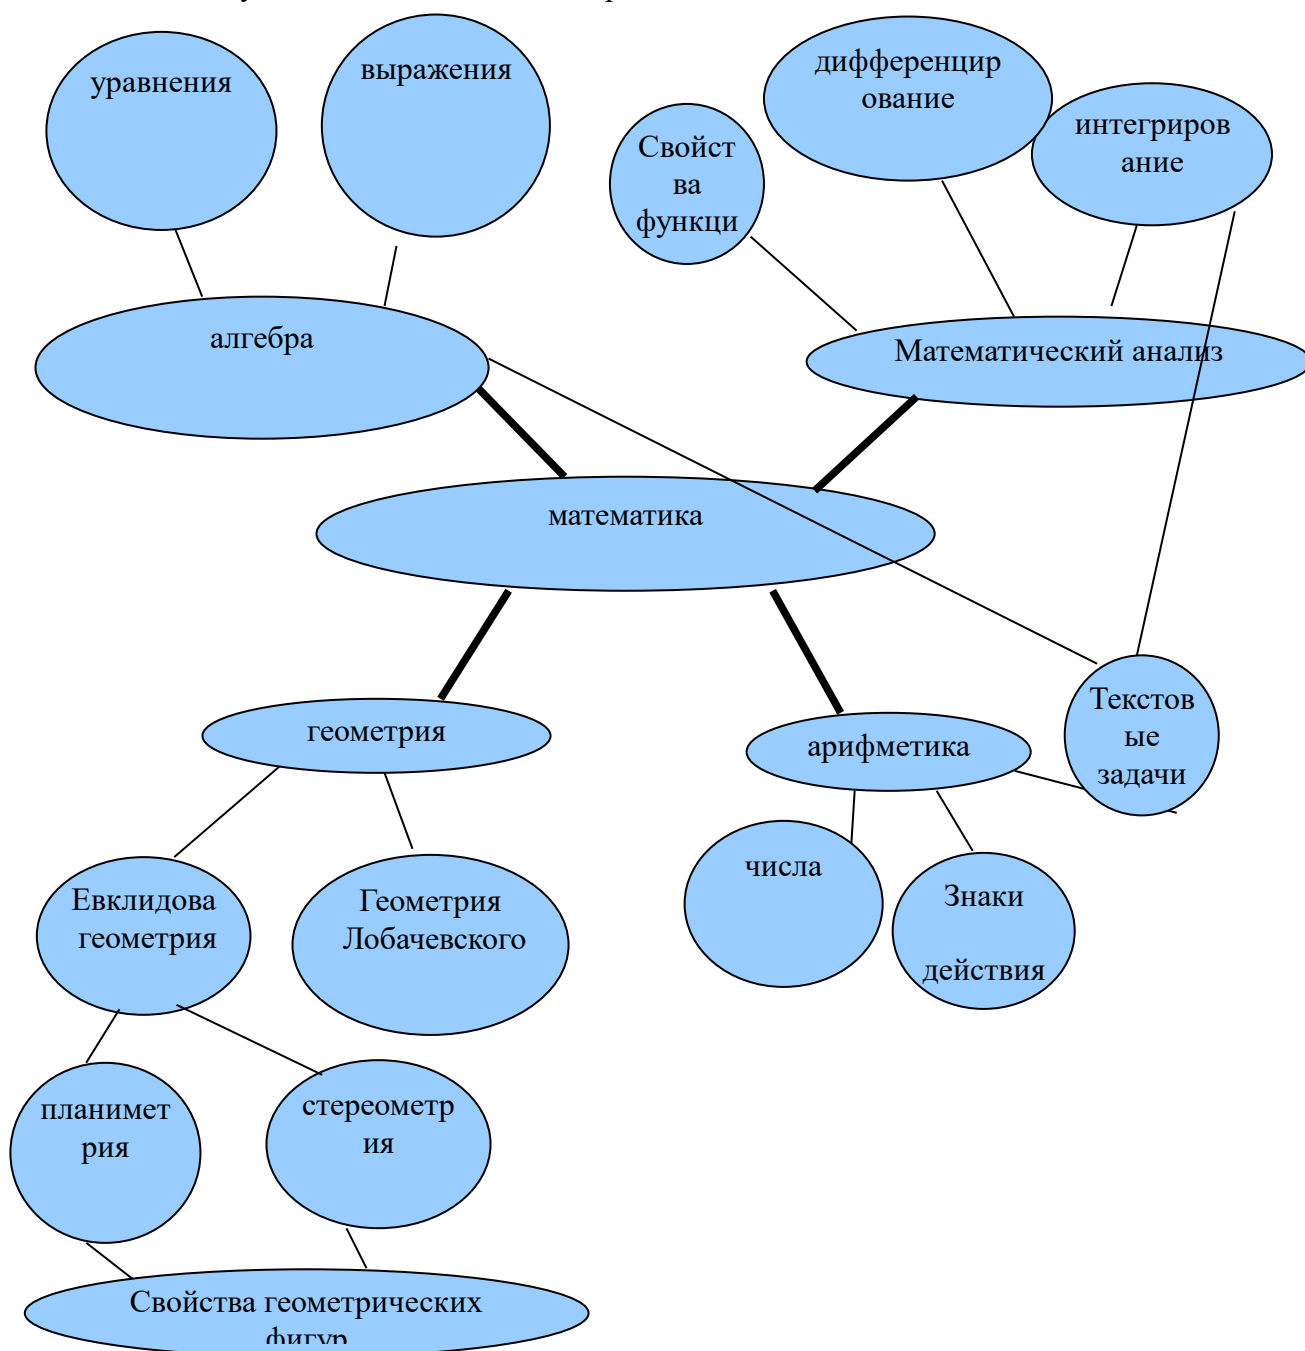 уравнения
выражения
дифференцир
ование
интегриров
ание
Свойст
ва
функци
алгебра
Математический анализ
математика
геометрия
арифметика
Текстов
ые
задачи
числа
Знаки
действия
Евклидова
геометрия
Геометрия
Лобачевского
планимет
рия
стереометр
ия
Свойства геометрических
фигур